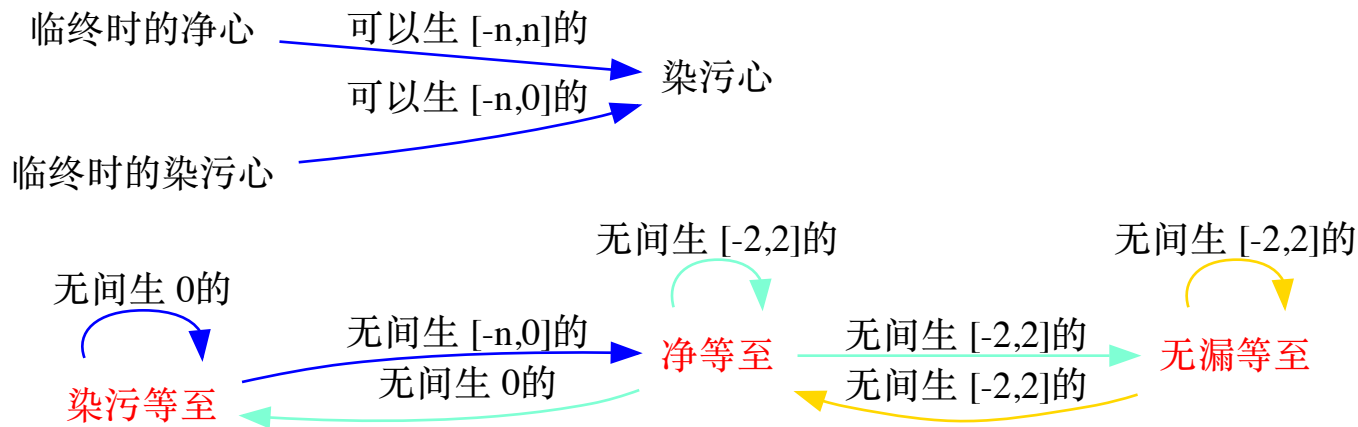 临终时的净心
可以生 [-n,n]的
染污心
可以生 [-n,0]的
临终时的染污心
无间生 [-2,2]的
无间生 [-2,2]的
无间生 0的
无间生 [-n,0]的
净等至
无间生 [-2,2]的
无漏等至
无间生 0的
无间生 [-2,2]的
染污等至